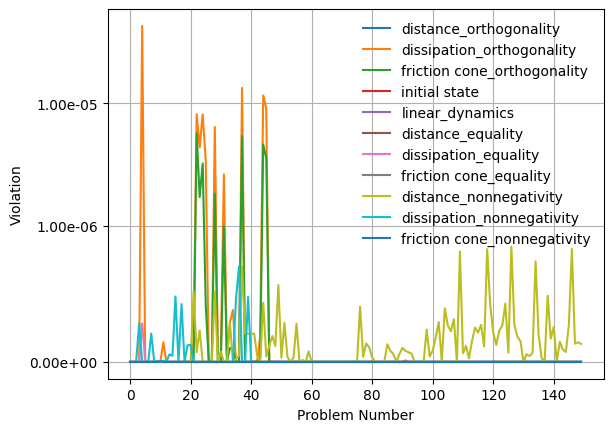 distance_orthogonality
dissipation_orthogonality
friction cone_orthogonality
initial state
linear_dynamics
distance_equality
dissipation_equality
friction cone_equality
distance_nonnegativity
dissipation_nonnegativity
friction cone_nonnegativity
1.00e-05
1.00e-06
0.00e+00
Violation
0 20 40 60 80 100 120 140
Problem Number